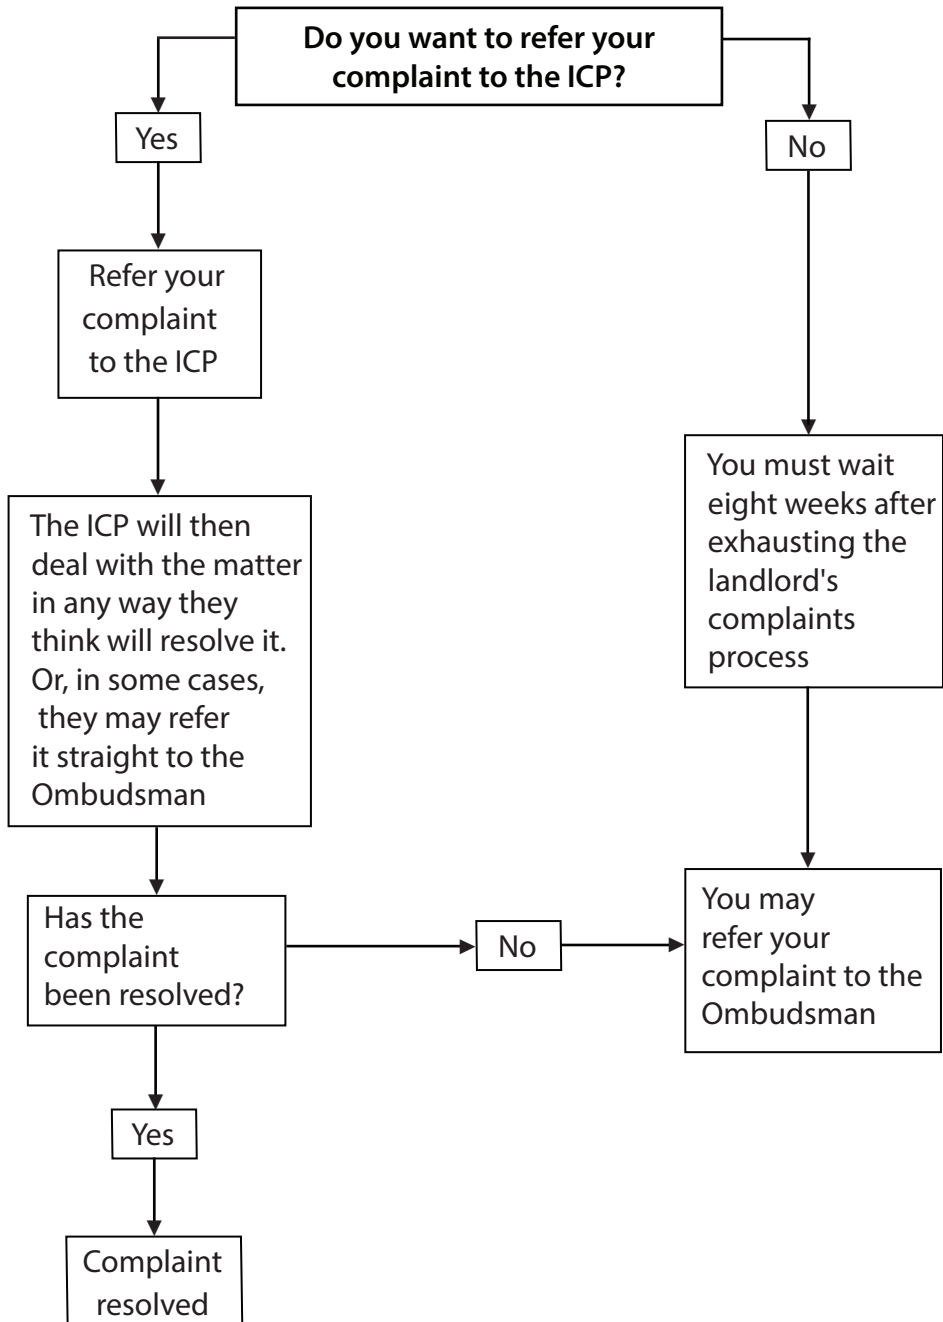 Do you want to refer your
complaint to the ICP?
Yes
No
Refer your
complaint
to the ICP
You must wait
eight weeks after
exhausting the
landlord's
complaints
process
The ICP will then
deal with the matter
in any way they
think will resolve it.
Or, in some cases,
they may refer
it straight to the
Ombudsman
Has the
complaint
been resolved?
No
You may
refer your
complaint to the
Ombudsman
Yes
Complaint
resolved